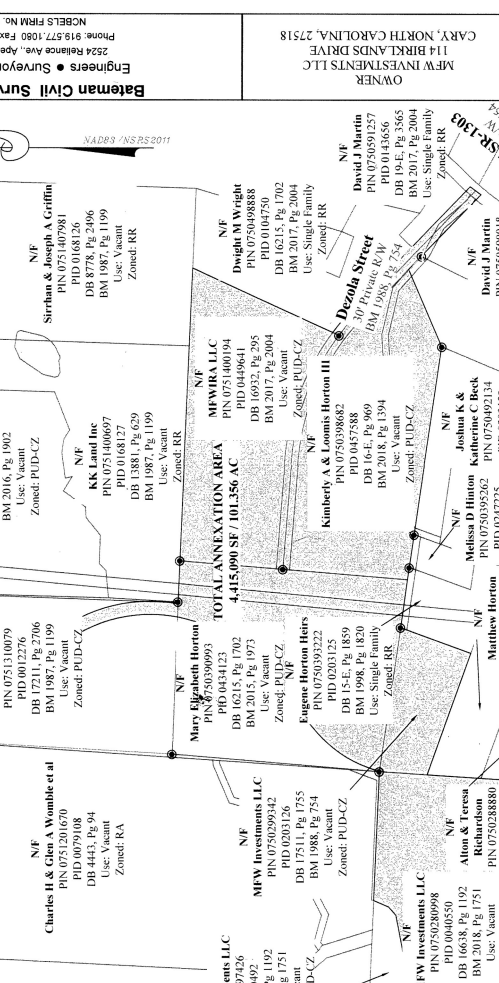 Bateman Civil Surv
Engineers ● Surveyor
2524 Reliance Ave., Ape
Phone: 919.577.1080 Fax
NCBELS FIRM No.
OWNER
MFW INVESTMENTS LLC
114 BIRKLANDS DRIVE
CARY, NORTH CAROLINA, 27518
NAD83 /NSRS2011
N/F
Sirrhan & Joseph A Griffin
PIN 0751407981
PID 0168126
DB 8778, Pg 2496
BM 1987, Pg 1199
Use: Vacant
Zoned: RR
N/F
Dwight M Wright
PIN 0750498888
PID 0104750
DB 16215, Pg 1702
BM 2017, Pg 2004
Use: Single Family
Zoned: RR
N/F
David J Martin
PIN 0750591257
PID 0143656
DB 19-E, Pg 3565
BM 2017, Pg 2004
Use: Single Family
Zoned: RR
SR-1303
Dezola Street
30' Private R/W
BM 1988, Pg 754
N/F
David J Martin
BM 2016, Pg 1902
Use: Vacant
Zoned: PUD-CZ
N/F
KK Land Inc
PIN 0751400697
PID 0168127
DB 13881, Pg 629
BM 1987, Pg 1199
Use: Vacant
Zoned: RR
N/F
MFWIRA LLC
PIN 0751400194
PID 0449641
DB 16932, Pg 295
BM 2017, Pg 2004
Use: Vacant
Zoned: PUD-CZ
TOTAL ANNEXATION AREA
4,415.090 SF / 101.356 AC
N/F
Kimberly A & Loomis Horton III
PIN 0750398682
PID 0457588
DB 16-E, Pg 969
BM 2018, Pg 1394
Use: Vacant
Zoned: PUD-CZ
N/F
Joshua K &
Katherine C Beck
PIN 0750492134
N/F
Melissa D Hinton
PIN 0750395262
PID 0247225
PIN 0751310079
PID 0012276
DB 17211, Pg 2706
BM 1987, Pg 1199
Use: Vacant
Zoned: PUD-CZ
N/F
Mary Elizabeth Horton
PIN 0750390993
PID 0434123
DB 16215, Pg 1702
BM 2015, Pg 1973
Use: Vacant
Zoned: PUD-CZ
N/F
Eugene Horton Heirs
PIN 0750393222
PID 0203125
DB 15-E, Pg 1859
BM 1998, Pg 1820
Use: Single Family
Zoned: RR
N/F
Matthew Horton
N/F
Charles H & Glen A Womble et al
PIN 0751201670
PID 0079108
DB 4443, Pg 94
Use: Vacant
Zoned: RA
N/F
MFW Investments LLC
PIN 0750299342
PID 0203126
DB 17511, Pg 1755
BM 1988, Pg 754
Use: Vacant
Zoned: PUD-CZ
N/F
Alton & Teresa
Richardson
PIN 0750288880
ents LLC
97426
0492
Pg 1192
g 1751
cant
D-CZ
N/F
FW Investments LLC
PIN 0750280998
PID 0040550
DB 16638, Pg 1192
BM 2018, Pg 1751
Use: Vacant